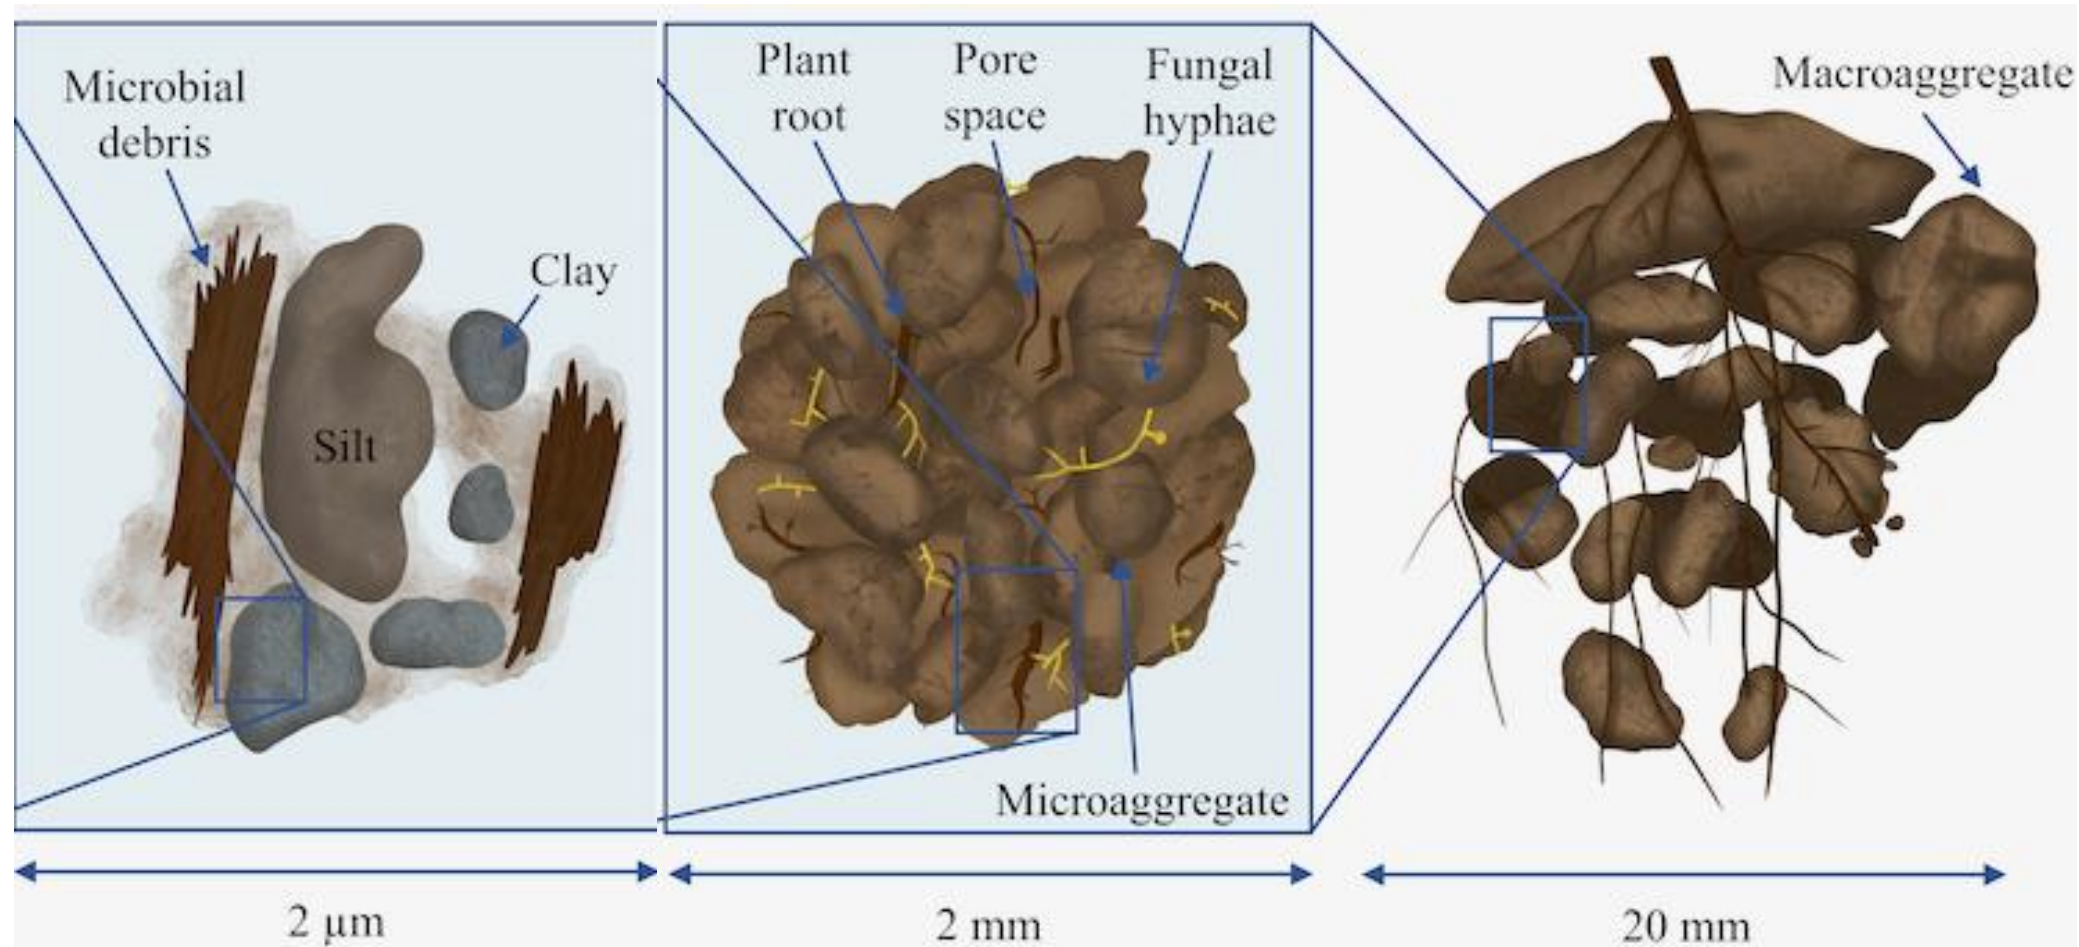 Microbial
debris
Clay
Silt
2 μm
Plant
root
Pore
space
Fungal
hyphae
Microaggregate
2 mm
Macroaggregate
20 mm